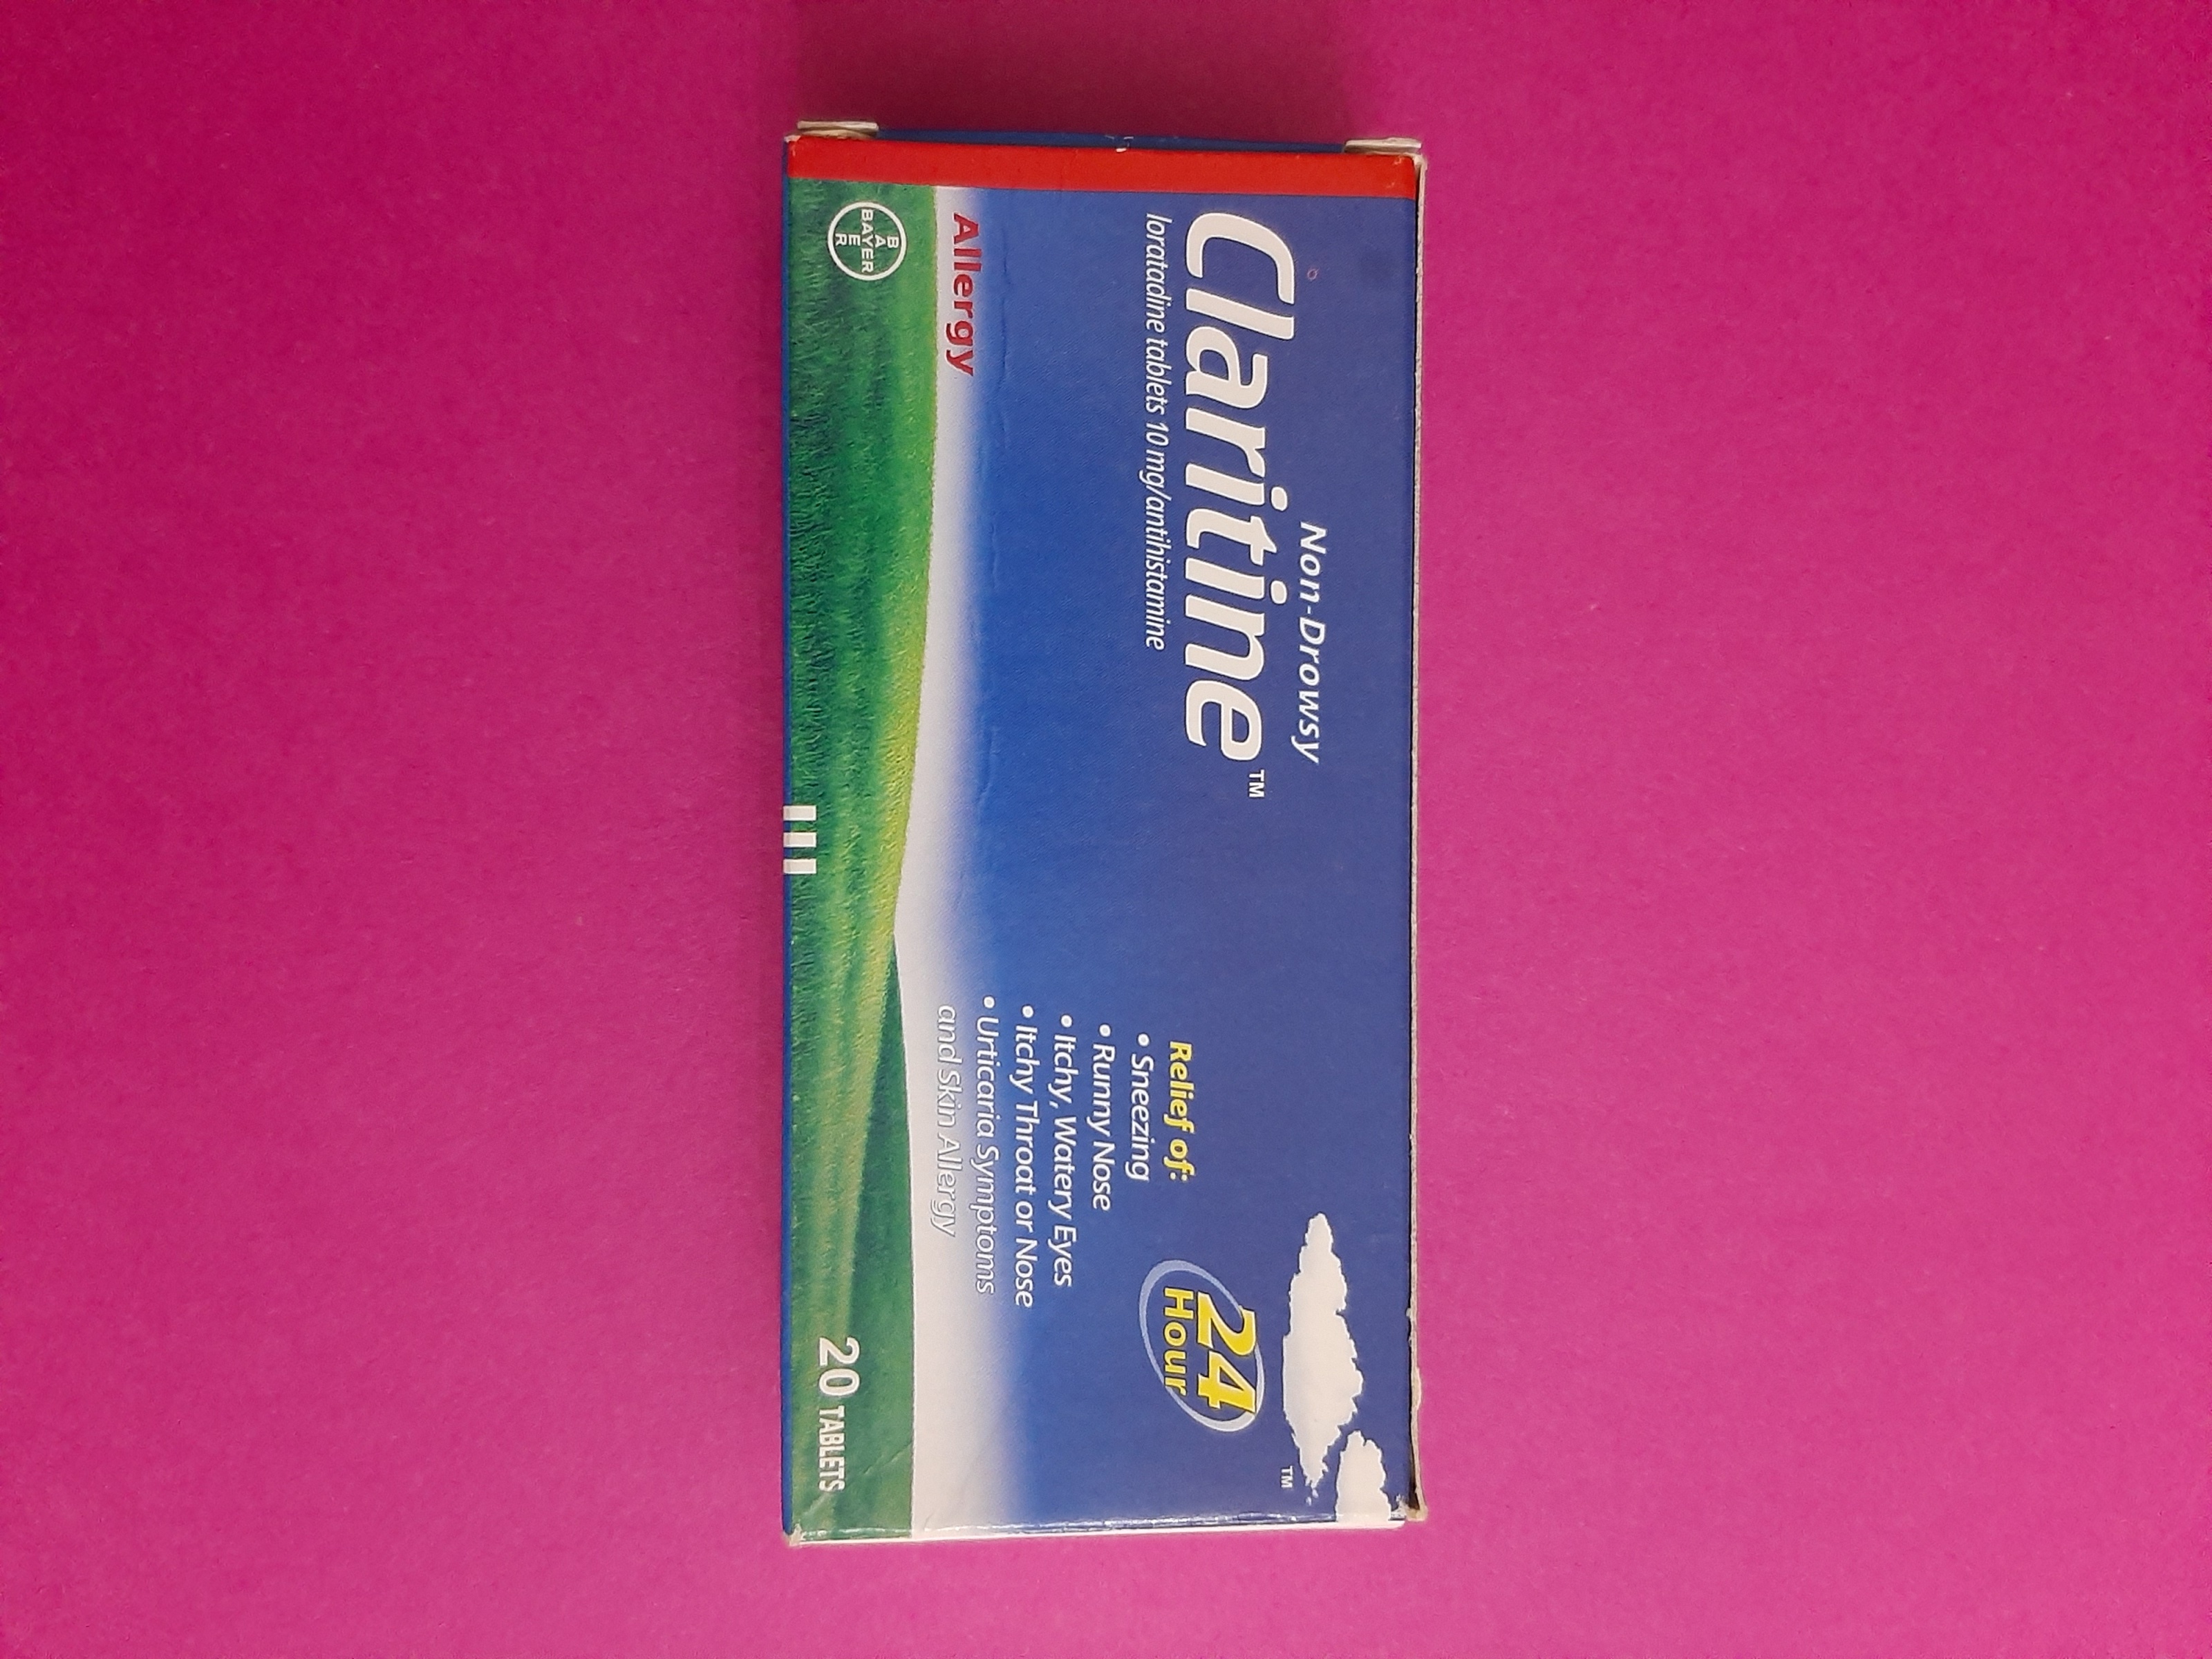 Non-Drowsy
Claritine™
loratadine tablets 10 mg/antihistamine
24
Hour
™
Relief of:
• Sneezing
• Runny Nose
• Itchy, Watery Eyes
• Itchy Throat or Nose
• Urticaria Symptoms
and Skin Allergy
Allergy
B
A
BAYER
E
R
20 TABLETS